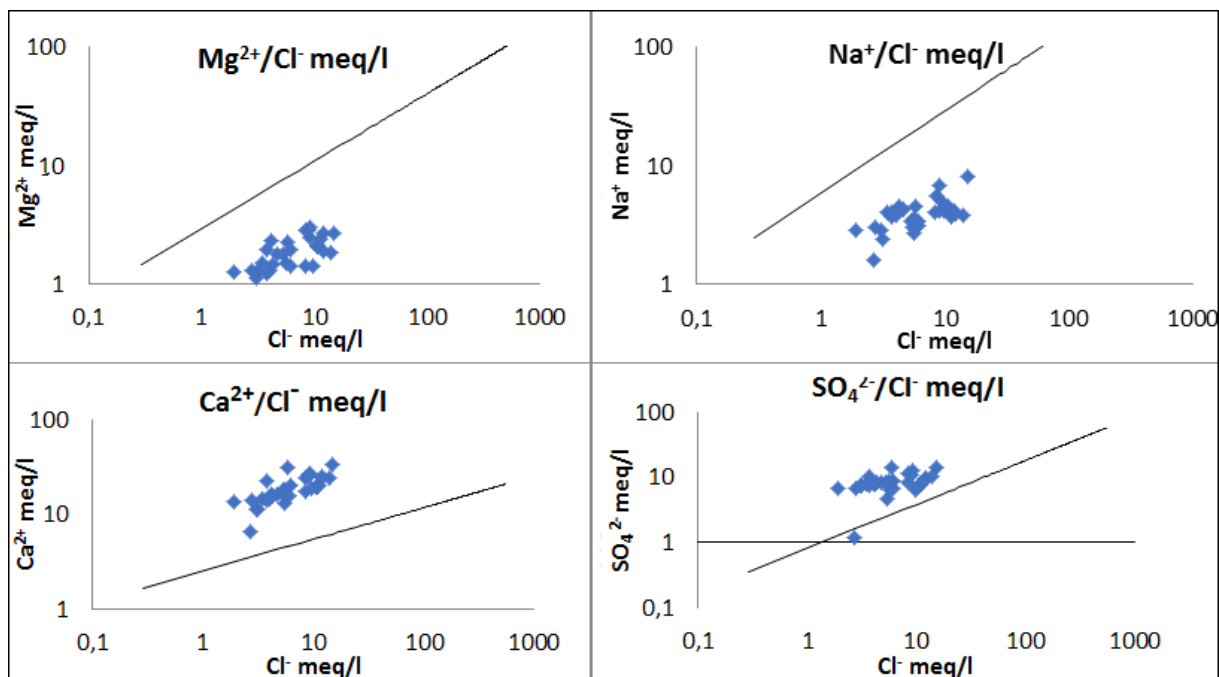 Mg²⁺/Cl⁻ meq/l
Mg²⁺ meq/l
100
10
1
0,1 1 10 100 1000
Cl⁻ meq/l
Na⁺/Cl⁻ meq/l
Na⁺ meq/l
100
10
1
0,1 1 10 100 1000
Cl⁻ meq/l
Ca²⁺/Cl⁻ meq/l
Ca²⁺ meq/l
100
10
1
0,1 1 10 100 1000
Cl⁻ meq/l
SO₄²⁻/Cl⁻ meq/l
SO₄²⁻ meq/l
100
10
1
0,1
0,1 1 10 100 1000
Cl⁻ meq/l